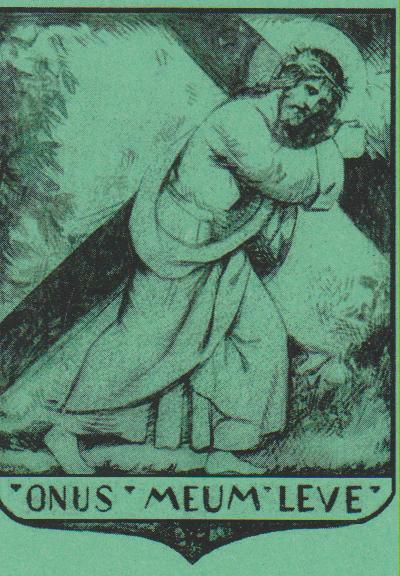 "ONUS " MEUM " LEVE "